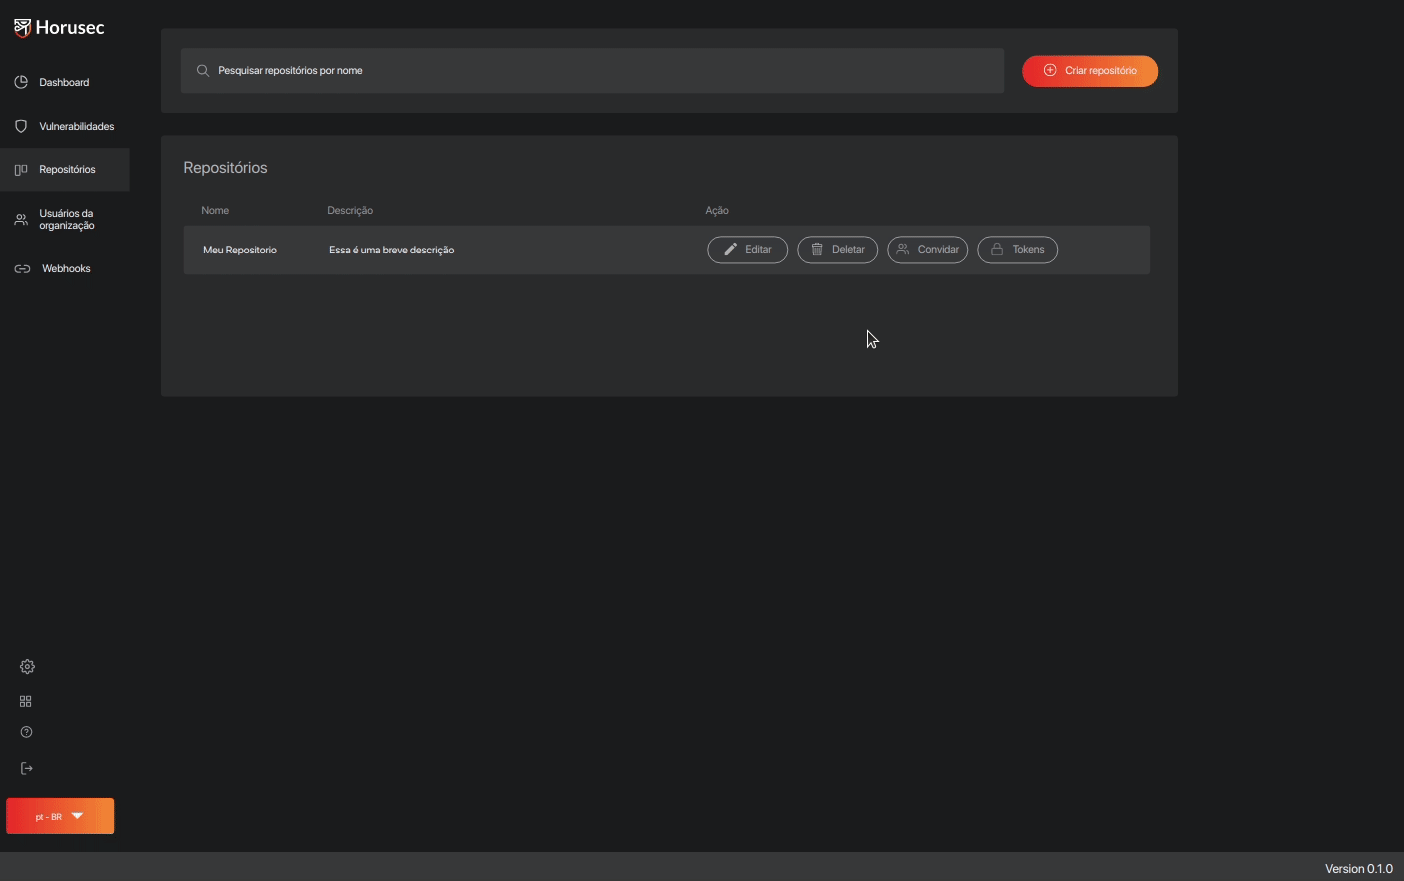 Horusec
Dashboard
Vulnerabilidades
Repositórios
Usuários da
organização
Webhooks
pt - BR
Pesquisar repositórios por nome
Criar repositório
Repositórios
Nome Descrição Ação
Meu Repositorio Essa é uma breve descrição Editar Deletar Convidar Tokens
Version 0.1.0